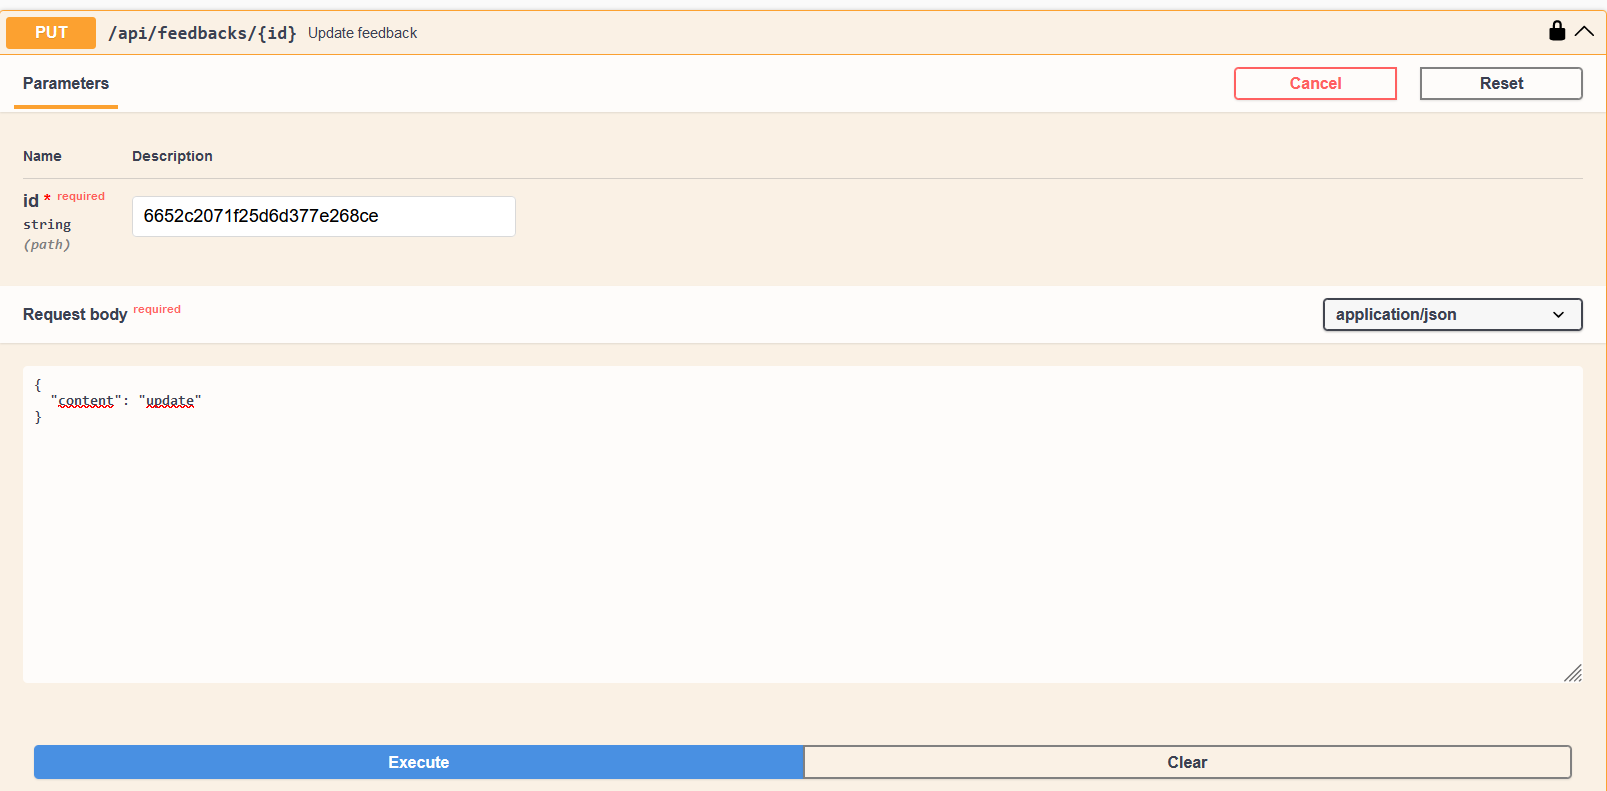 PUT /api/feedbacks/{id} Update feedback
Parameters Cancel Reset
Name Description
id * required
string
(path)
6652c2071f25d6d377e268ce
Request body required application/json
{
"content": "update"
}
Execute Clear